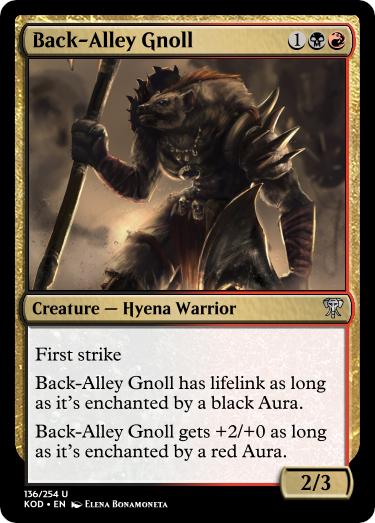 Back-Alley Gnoll 1
Creature — Hyena Warrior
First strike
Back-Alley Gnoll has lifelink as long
as it's enchanted by a black Aura.
Back-Alley Gnoll gets +2/+0 as long
as it's enchanted by a red Aura.
2/3
136/254 U
KOD • EN Elena Bonamoneta